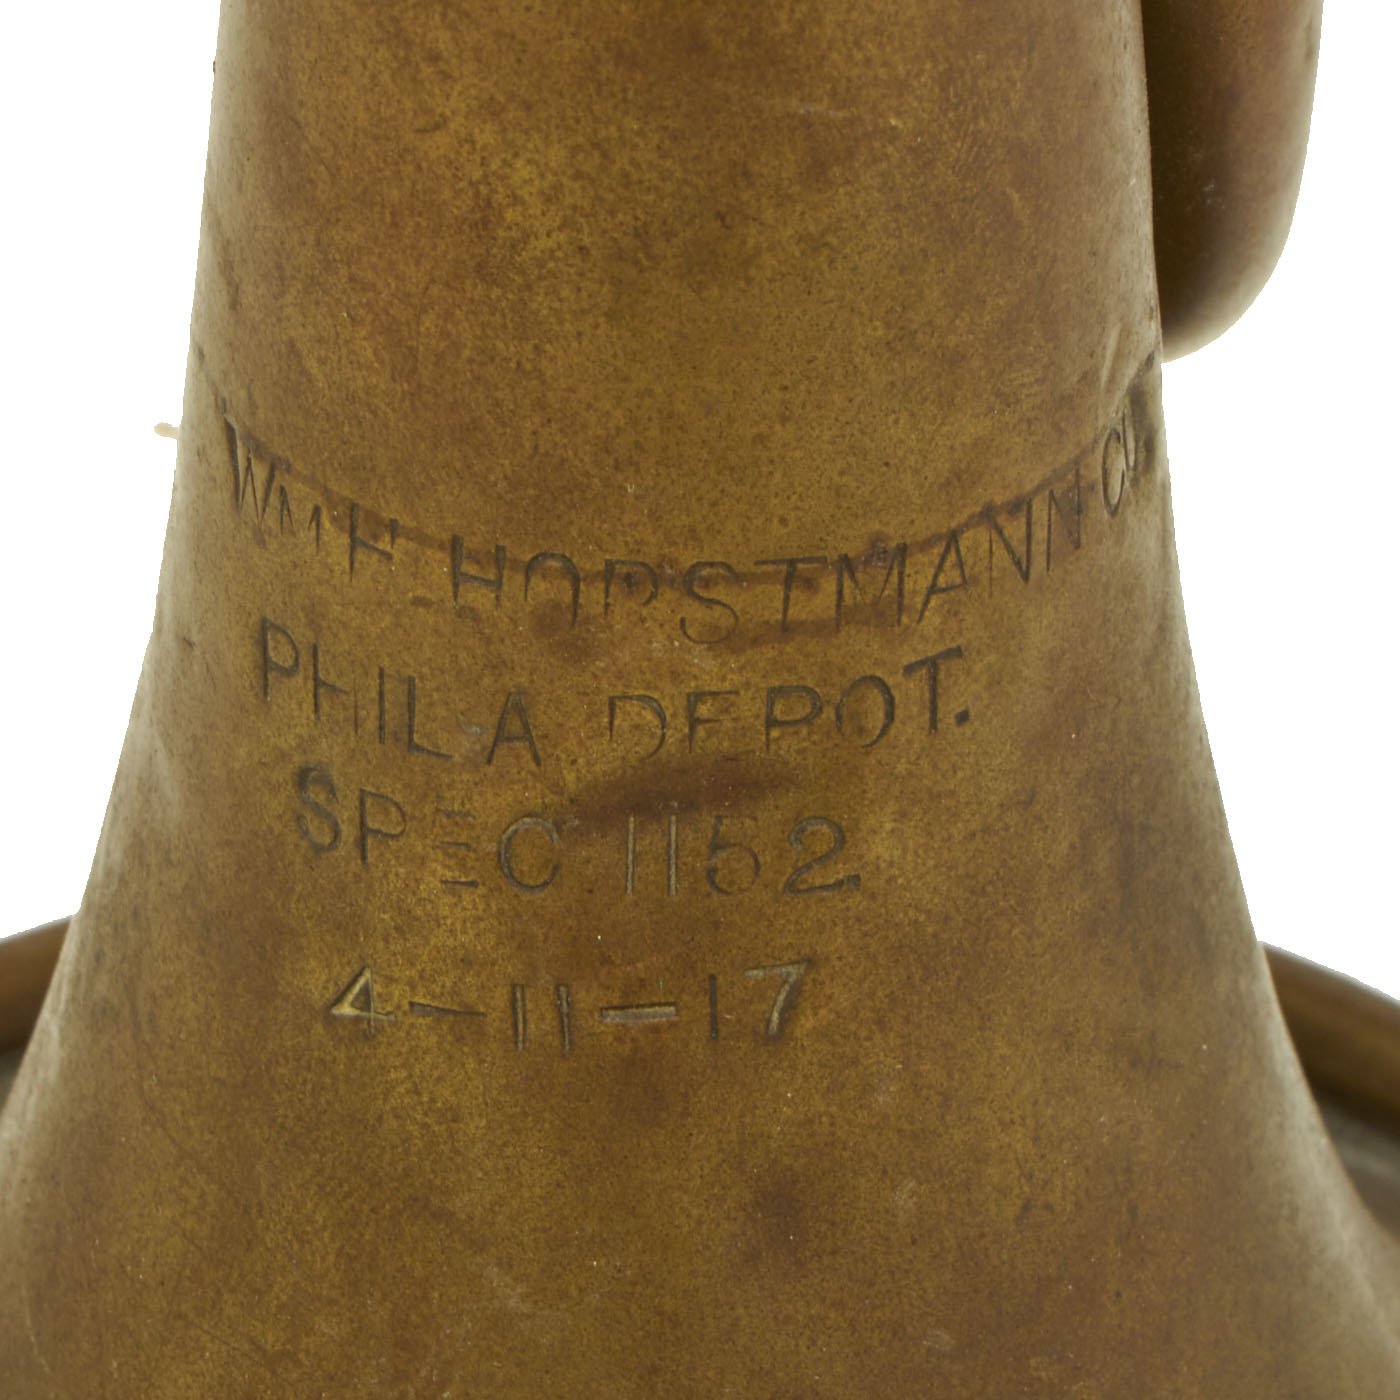 WM H HORSTMANN CO
PHILA DEPOT.
SPEC 1152.
4-11-17